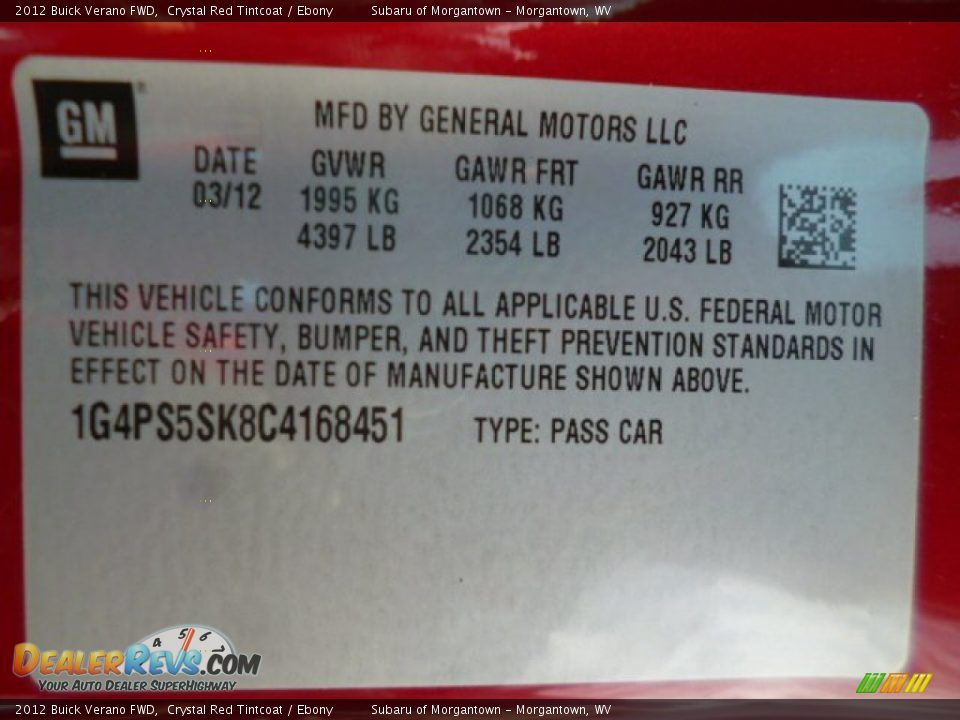 2012 Buick Verano FWD, Crystal Red Tintcoat / Ebony Subaru of Morgantown - Morgantown, WV
GM ®
MFD BY GENERAL MOTORS LLC
DATE GVWR GAWR FRT GAWR RR
03/12 1995 KG 1068 KG 927 KG
4397 LB 2354 LB 2043 LB
THIS VEHICLE CONFORMS TO ALL APPLICABLE U.S. FEDERAL MOTOR
VEHICLE SAFETY, BUMPER, AND THEFT PREVENTION STANDARDS IN
EFFECT ON THE DATE OF MANUFACTURE SHOWN ABOVE.
1G4PS5SK8C4168451 TYPE: PASS CAR
4 5 6 7
DealerRevs.com
Your Auto Dealer SuperHighway
2012 Buick Verano FWD, Crystal Red Tintcoat / Ebony Subaru of Morgantown - Morgantown, WV